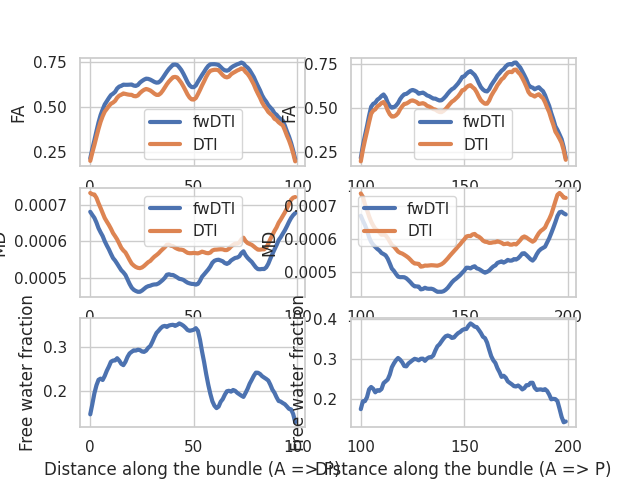 0.75
0.50
0.25
FA
fwDTI
DTI
0
50
100
0.75
0.50
0.25
FA
fwDTI
DTI
100
150
200
0.0007
0.0006
0.0005
MD
fwDTI
DTI
0
50
100
0.0007
0.0006
0.0005
MD
fwDTI
DTI
100
150
200
0.3
0.2
Free water fraction
0
50
100
Distance along the bundle (A => P)
0.4
0.3
0.2
Free water fraction
100
150
200
Distance along the bundle (A => P)